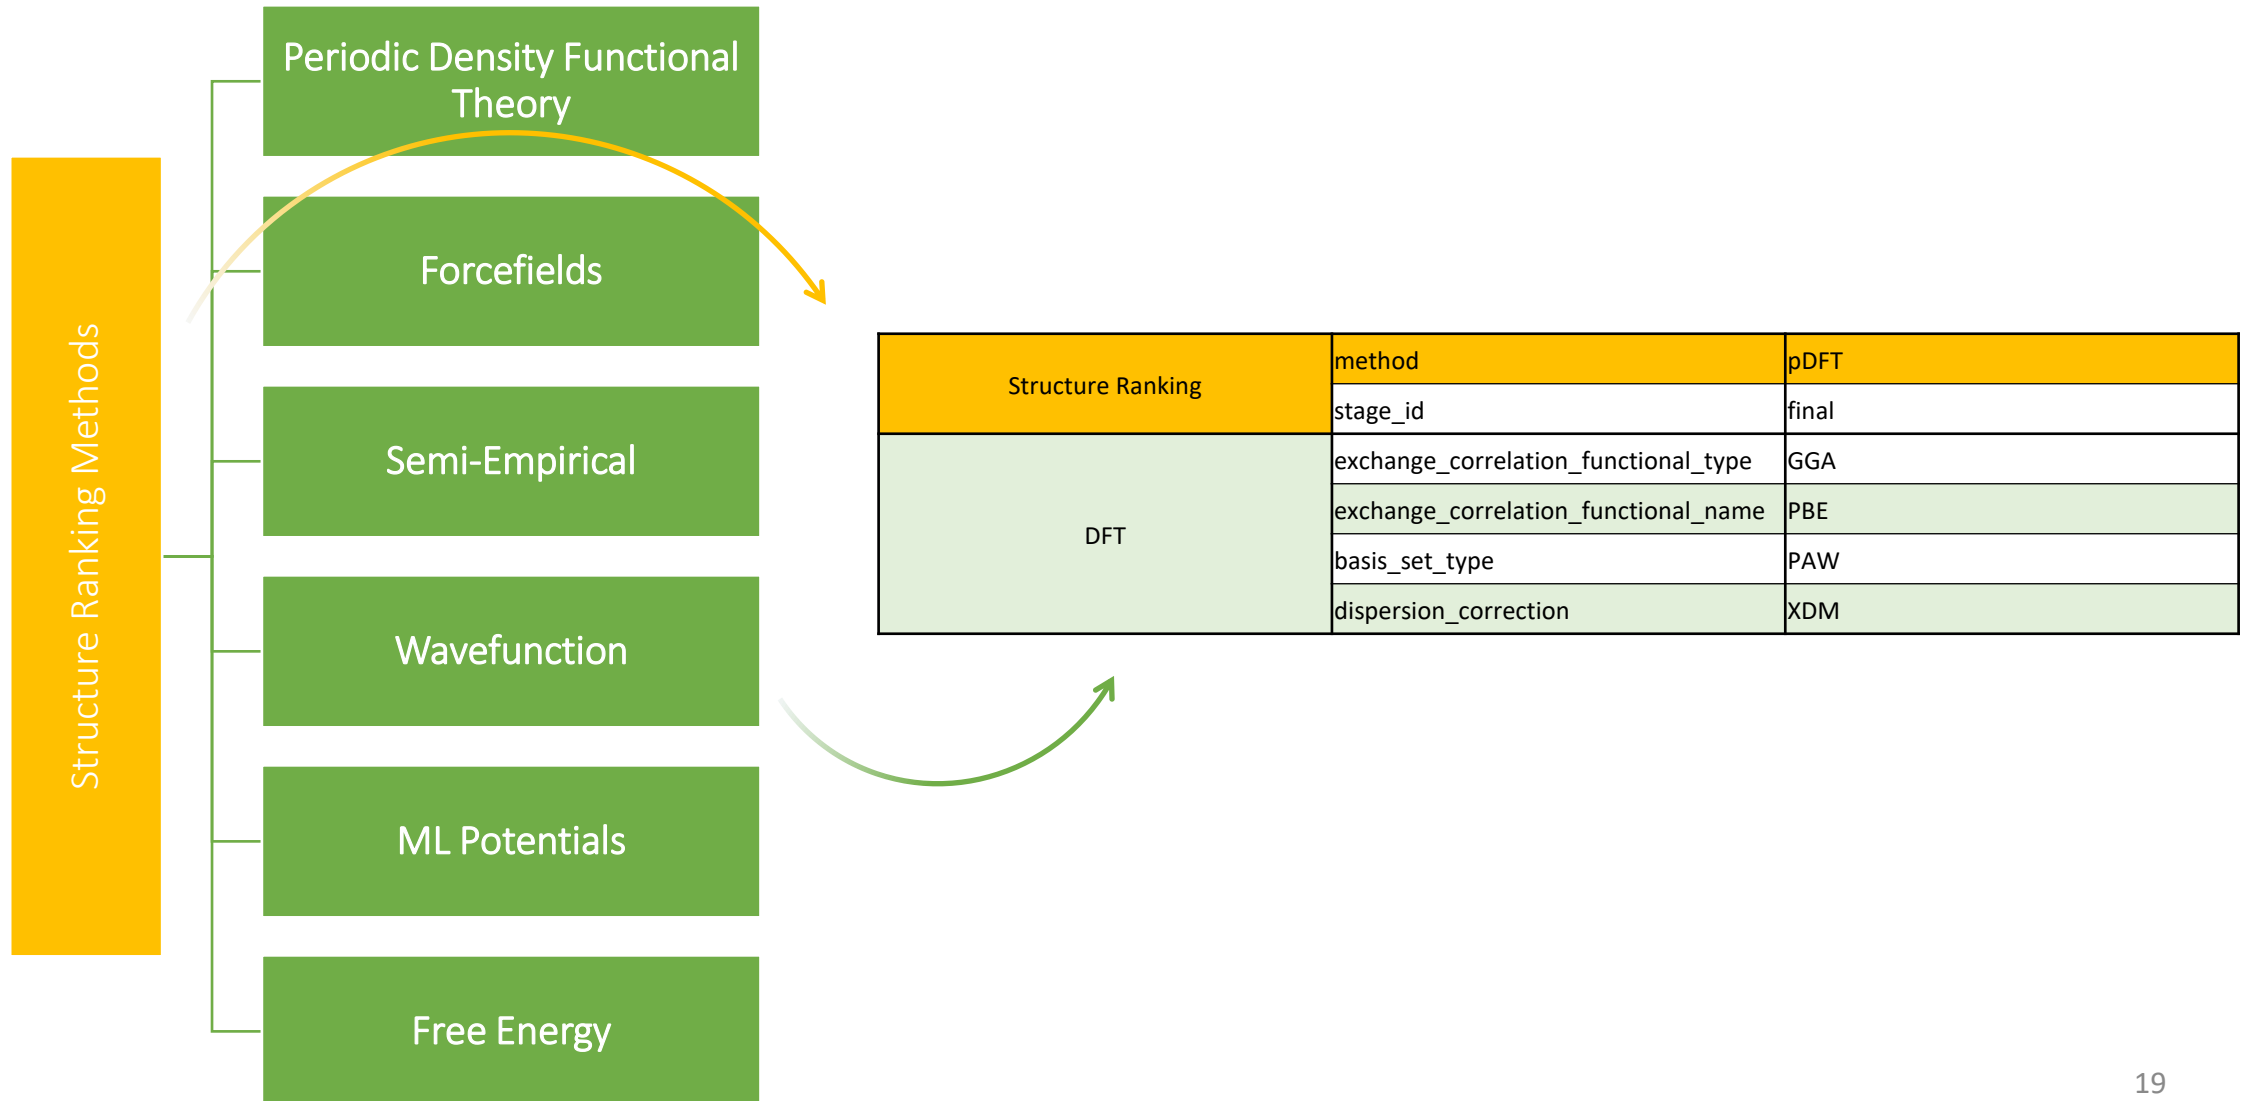 Structure Ranking Methods
Periodic Density Functional
Theory
Forcefields
Semi-Empirical
Wavefunction
ML Potentials
Free Energy
Structure Ranking
method
pDFT
stage_id
final
DFT
exchange_correlation_functional_type
GGA
exchange_correlation_functional_name
PBE
basis_set_type
PAW
dispersion_correction
XDM
19